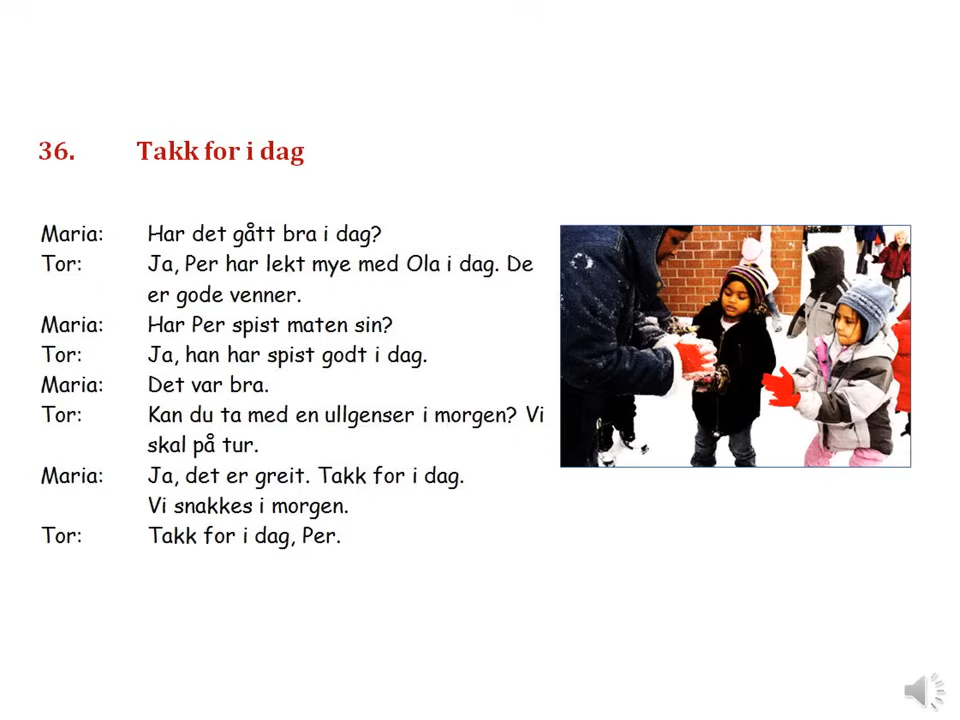 36. Takk for i dag
Maria: Har det gått bra i dag?
Tor: Ja, Per har lekt mye med Ola i dag. De
er gode venner.
Maria: Har Per spist maten sin?
Tor: Ja, han har spist godt i dag.
Maria: Det var bra.
Tor: Kan du ta med en ullgenser i morgen? Vi
skal på tur.
Maria: Ja, det er greit. Takk for i dag.
Vi snakkes i morgen.
Tor: Takk for i dag, Per.